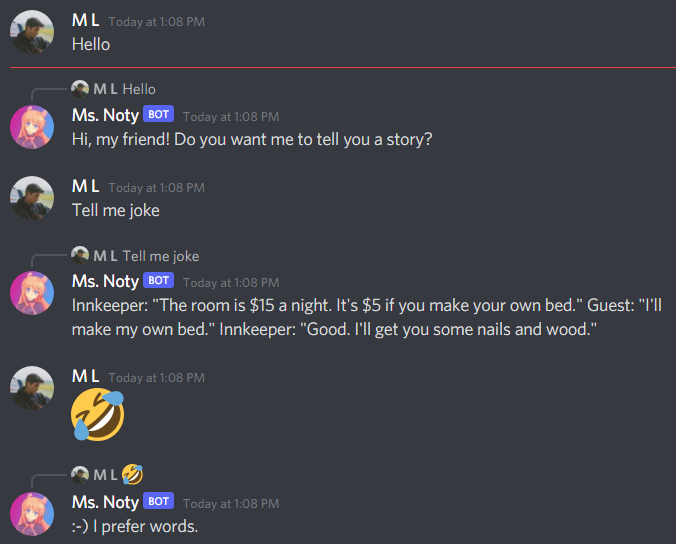 M L Today at 1:08 PM
Hello
M L Hello
Ms. Noty BOT Today at 1:08 PM
Hi, my friend! Do you want me to tell you a story?
M L Today at 1:08 PM
Tell me joke
M L Tell me joke
Ms. Noty BOT Today at 1:08 PM
Innkeeper: "The room is $15 a night. It's $5 if you make your own bed." Guest: "I'll
make my own bed." Innkeeper: "Good. I'll get you some nails and wood."
M L Today at 1:08 PM
🤣
M L 🤣
Ms. Noty BOT Today at 1:08 PM
:-) I prefer words.